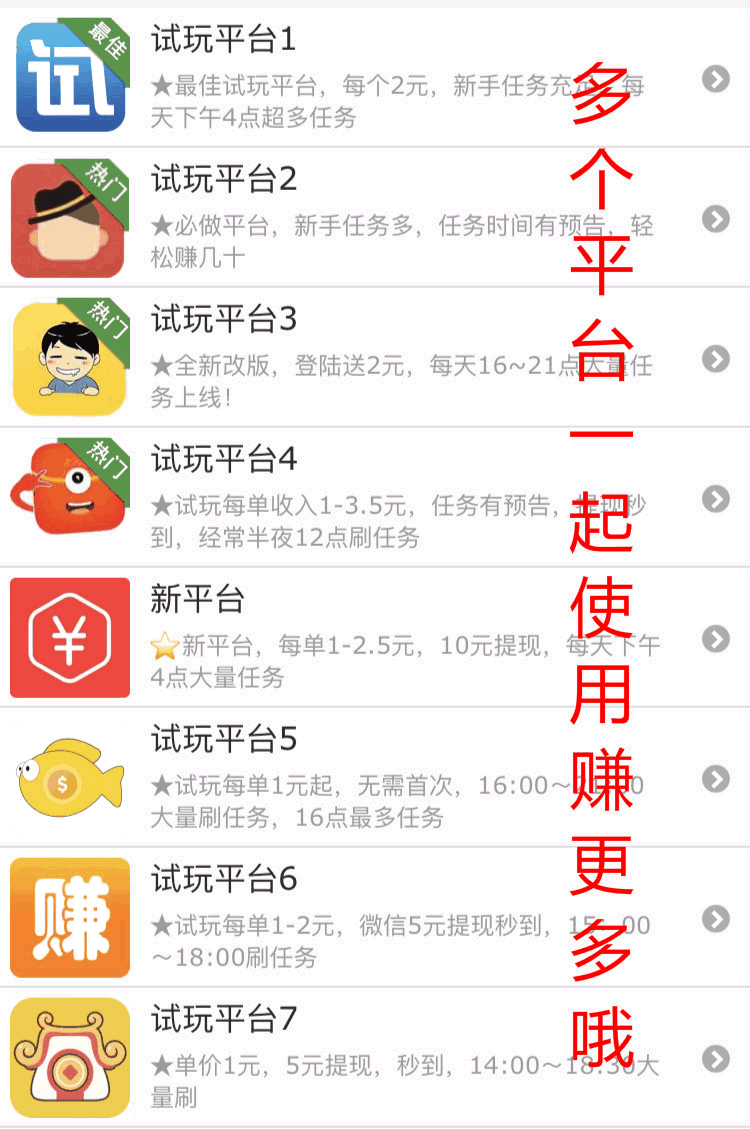 最佳
试玩平台1
★最佳试玩平台，每个2元，新手任务充足，每
天下午4点超多任务
热门
试玩平台2
★必做平台，新手任务多，任务时间有预告，轻
松赚几十
热门
试玩平台3
★全新改版，登陆送2元，每天16~21点大量任
务上线！
热门
试玩平台4
★试玩每单收入1-3.5元，任务有预告，提现秒
到，经常半夜12点刷任务
新平台
⭐新平台，每单1-2.5元，10元提现，每天下午
4点大量任务
试玩平台5
★试玩每单1元起，无需首次，16:00～
大量刷任务，16点最多任务
赚
试玩平台6
★试玩每单1-2元，微信5元提现秒到，15:00
～18:00刷任务
试玩平台7
★单价1元，5元提现，秒到，14:00～18:30大
量刷
试
¥
$
多个平台一起使用赚更多哦